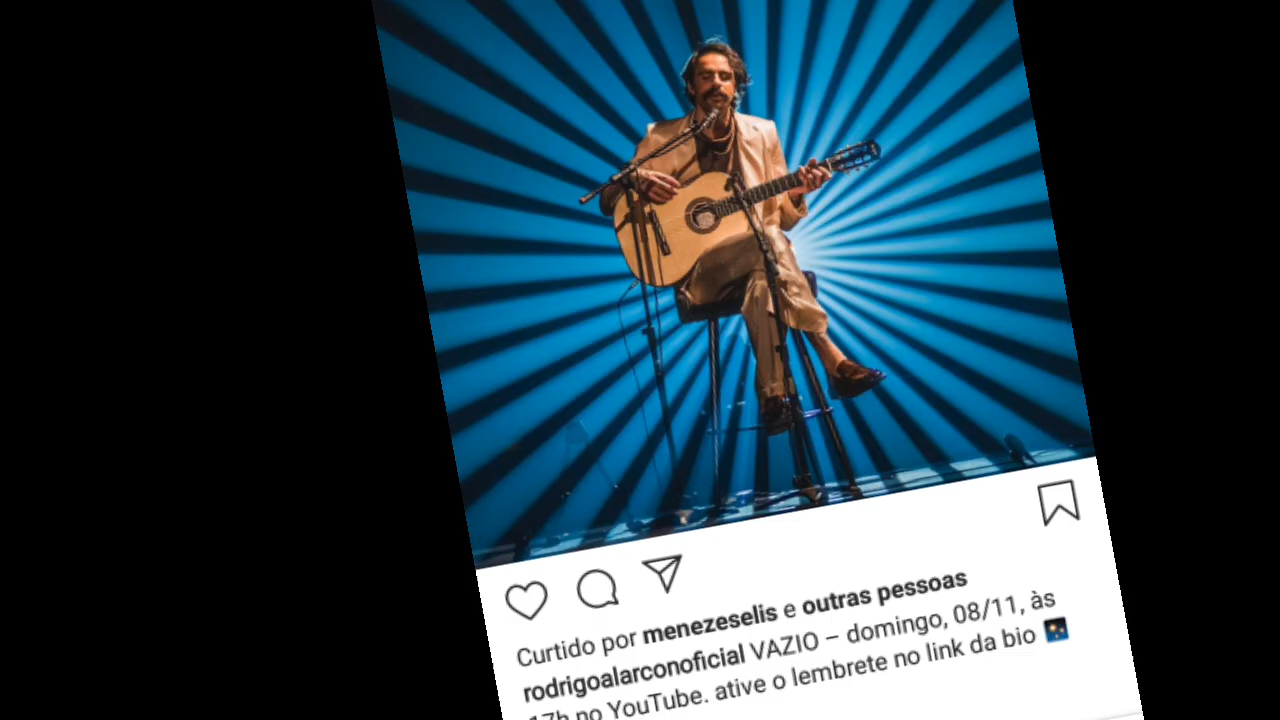 Curtido por menezeselis e outras pessoas
rodrigoalarconoficial VAZIO – domingo, 08/11, às
17h no YouTube. ative o lembrete no link da bio 🌠